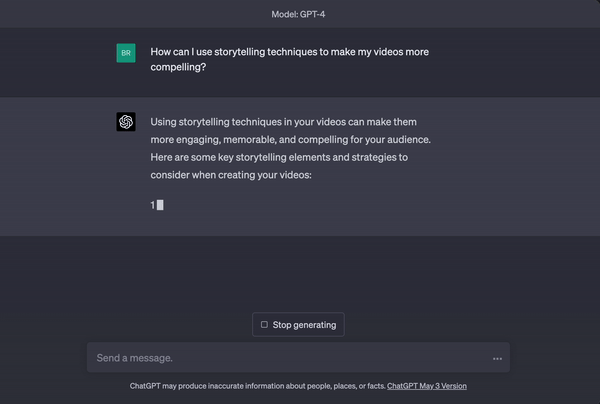 Model: GPT-4
BR
How can I use storytelling techniques to make my videos more
compelling?
Using storytelling techniques in your videos can make them
more engaging, memorable, and compelling for your audience.
Here are some key storytelling elements and strategies to
consider when creating your videos:
1
Stop generating
Send a message.
ChatGPT may produce inaccurate information about people, places, or facts. ChatGPT May 3 Version